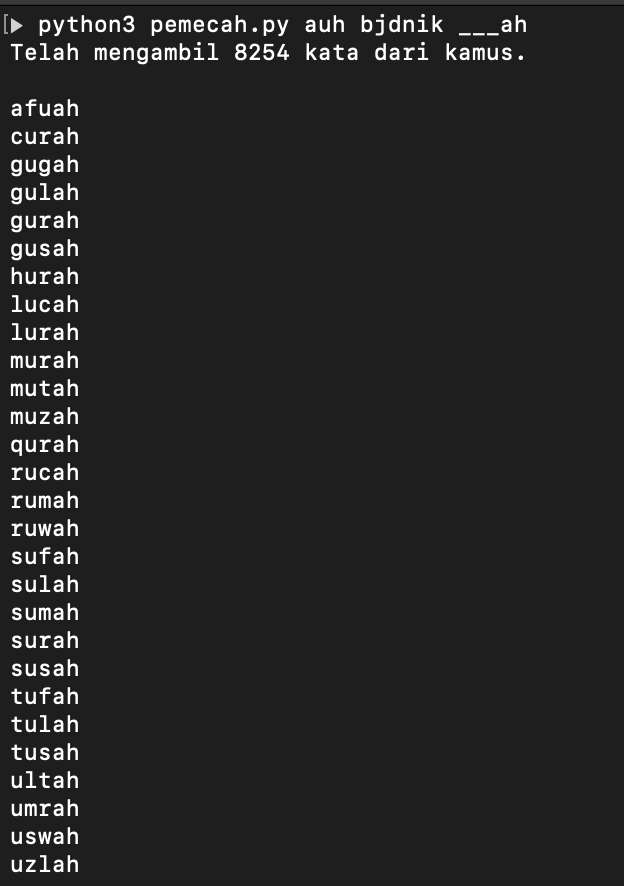 [▶ python3 pemecah.py auh bjdnik ___ah
Telah mengambil 8254 kata dari kamus.
afuah
curah
gugah
gulah
gurah
gusah
hurah
lucah
lurah
murah
mutah
muzah
qurah
rucah
rumah
ruwah
sufah
sulah
sumah
surah
susah
tufah
tulah
tusah
ultah
umrah
uswah
uzlah